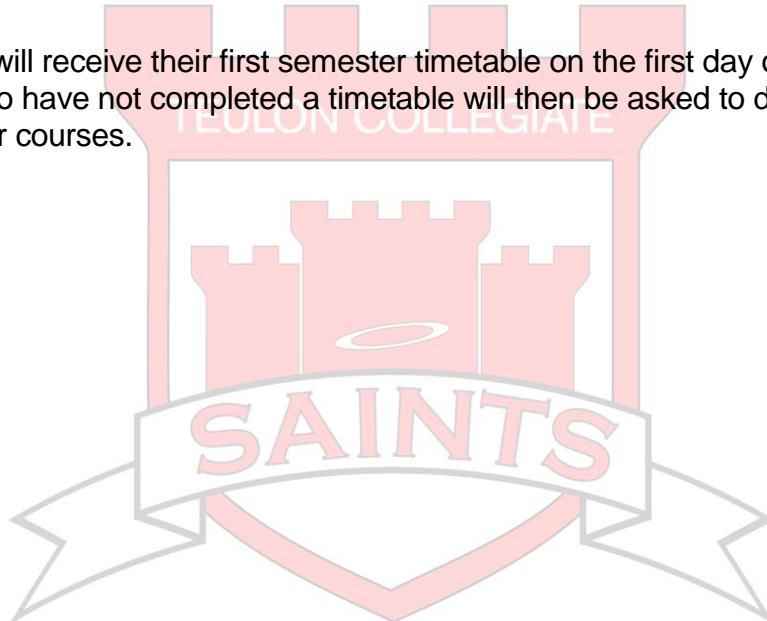 will receive their first semester timetable on the first day
o have not completed a timetable will then be asked to
r courses.
TEULON COLLEGIATE
SAINTS